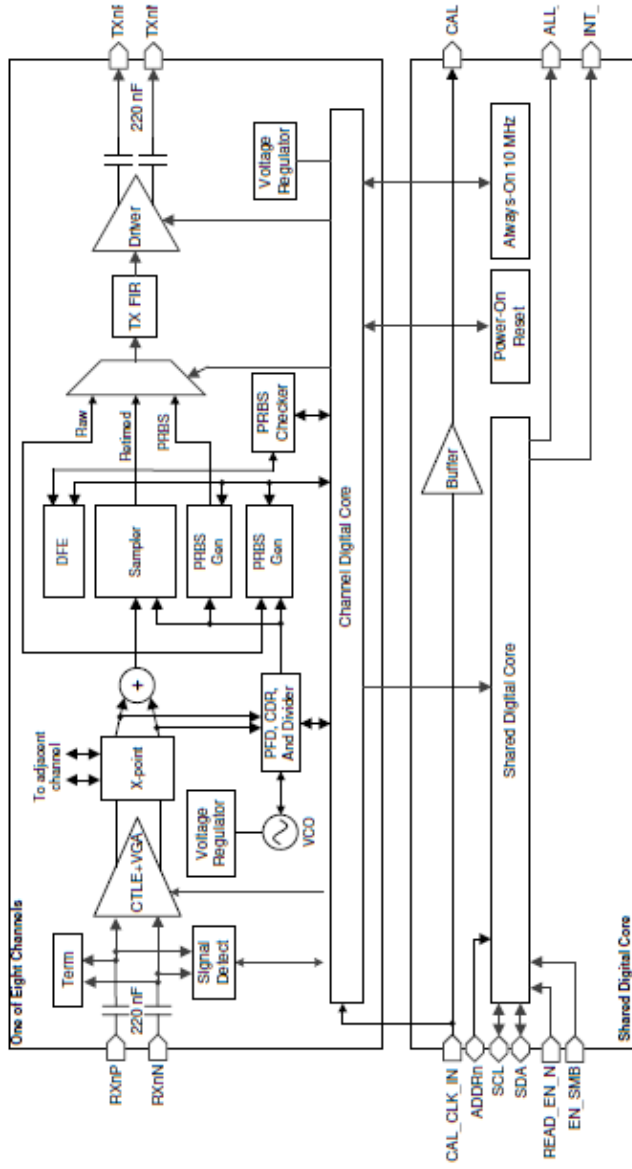 One of Eight Channels
RXnP
RXnN
220 nF
Term
Signal
Detect
CTLE+VGA
To adjacent
channel
X-point
Voltage
Regulator
VCO
PFD, CDR,
And Divider
+
DFE
Sampler
PRBS
Gen
PRBS
Gen
Raw
Retimed
PRBS
PRBS
Checker
TX FIR
Driver
220 nF
Voltage
Regulator
TXnP
TXnN
Channel Digital Core
CAL_CLK_IN
ADDRn
SCL
SDA
READ_EN_N
EN_SMB
Buffer
Shared Digital Core
Power-On
Reset
Always-On 10 MHz
CAL
ALL_
INT_
Shared Digital Core